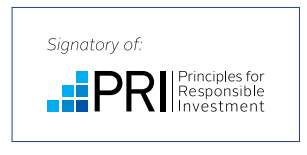 Signatory of:
PRI Principles for
Responsible
Investment